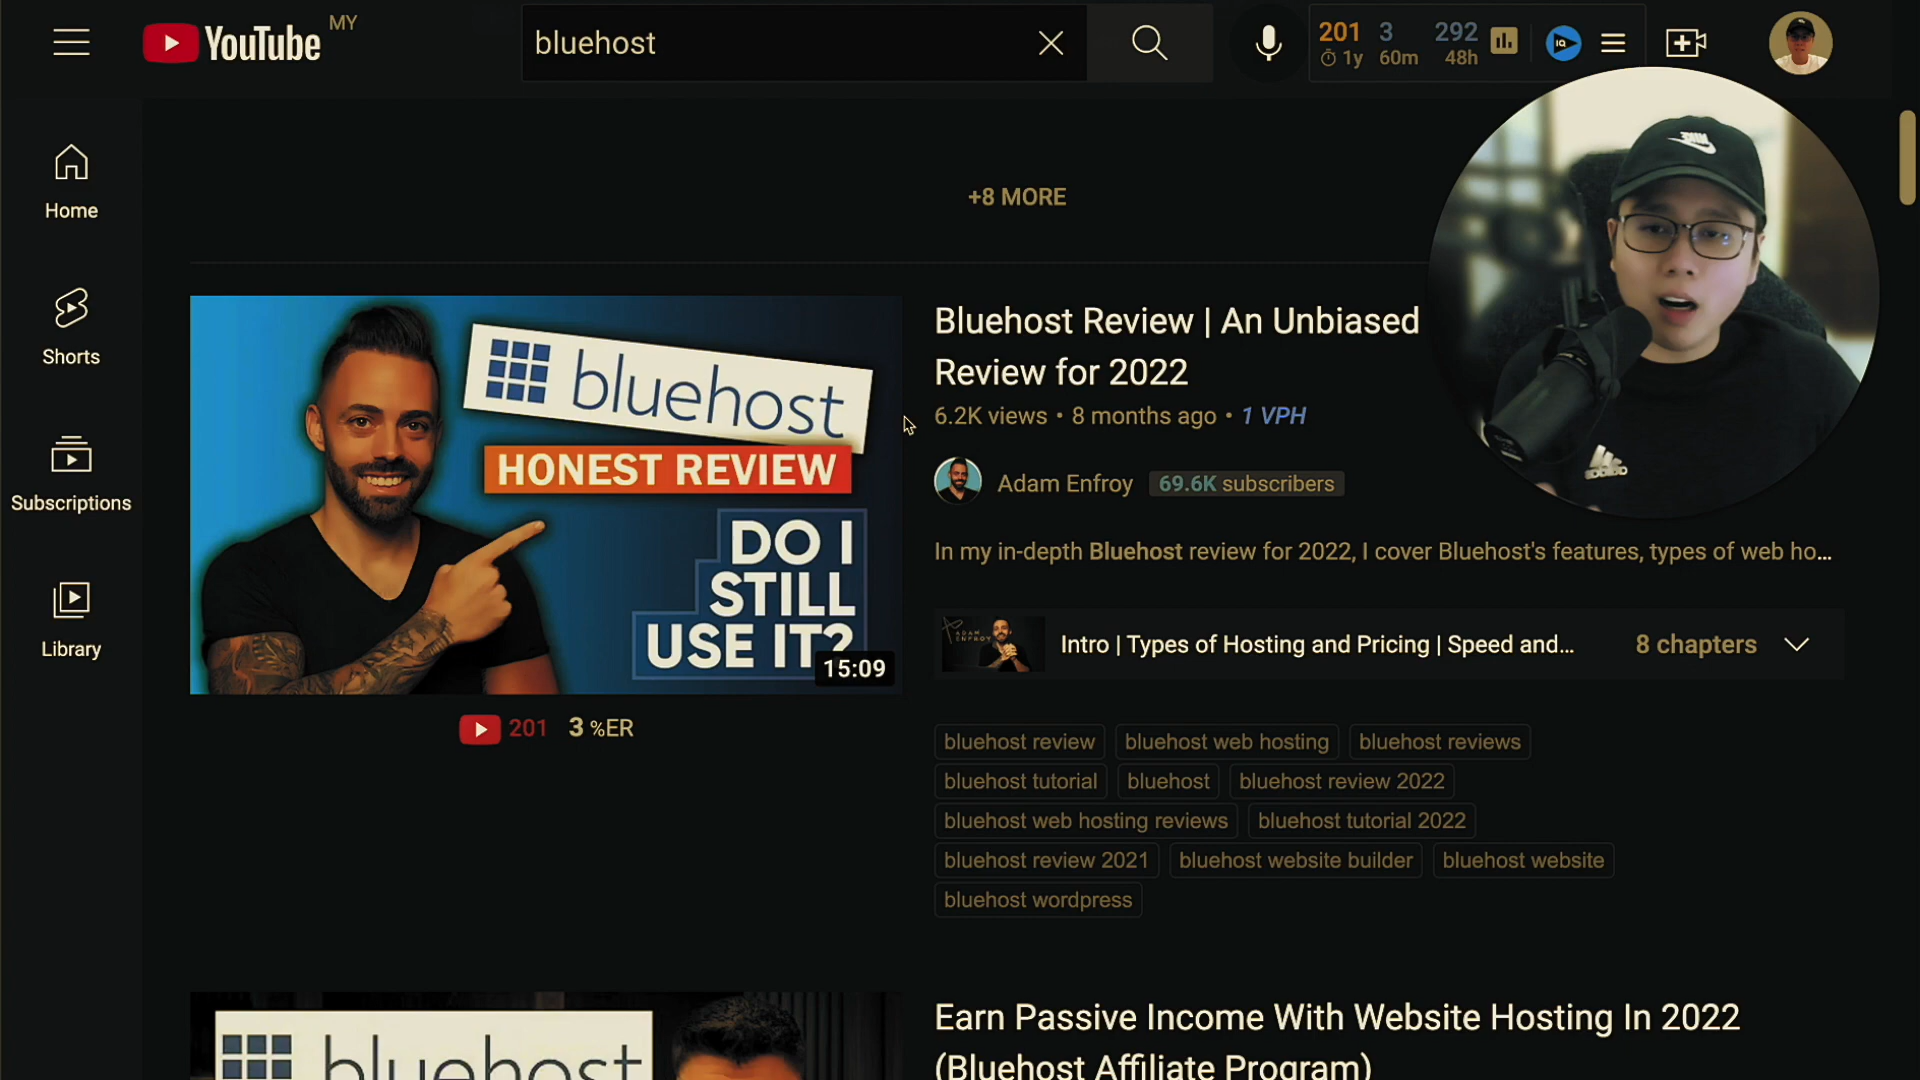 YouTube MY
bluehost
201 3 292
1y 60m 48h
IQ
Home
Shorts
Subscriptions
Library
+8 MORE
bluehost
HONEST REVIEW
DO I
STILL
USE IT?
15:09
201 3 %ER
Bluehost Review | An Unbiased
Review for 2022
6.2K views • 8 months ago • 1 VPH
Adam Enfroy 69.6K subscribers
In my in-depth Bluehost review for 2022, I cover Bluehost's features, types of web ho...
ADAM
ENFROY
Intro | Types of Hosting and Pricing | Speed and... 8 chapters
bluehost review bluehost web hosting bluehost reviews
bluehost tutorial bluehost bluehost review 2022
bluehost web hosting reviews bluehost tutorial 2022
bluehost review 2021 bluehost website builder bluehost website
bluehost wordpress
bluehost
Earn Passive Income With Website Hosting In 2022
(Bluehost Affiliate Program)
adidas